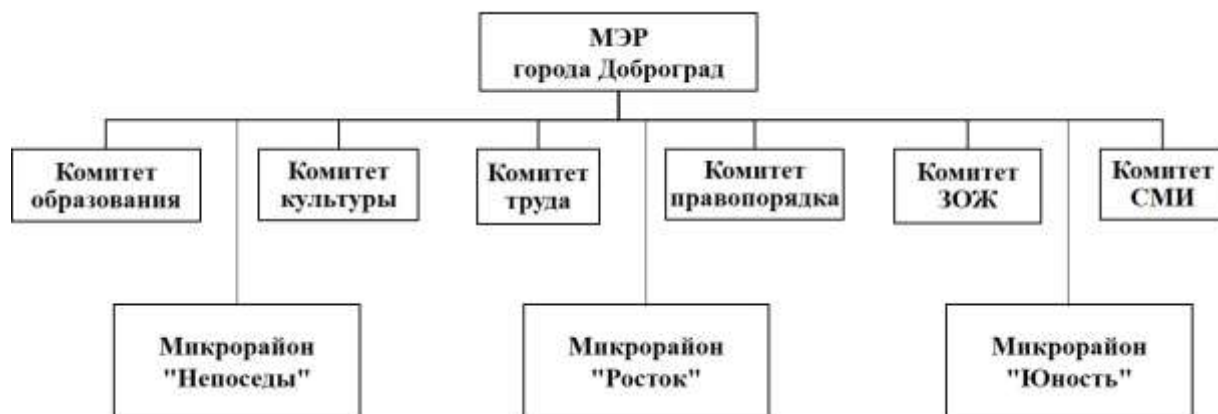 МЭР
города Доброград
Комитет
образования
Комитет
культуры
Комитет
труда
Комитет
правопорядка
Комитет
ЗОЖ
Комитет
СМИ
Микрорайон
"Непоседы"
Микрорайон
"Росток"
Микрорайон
"Юность"